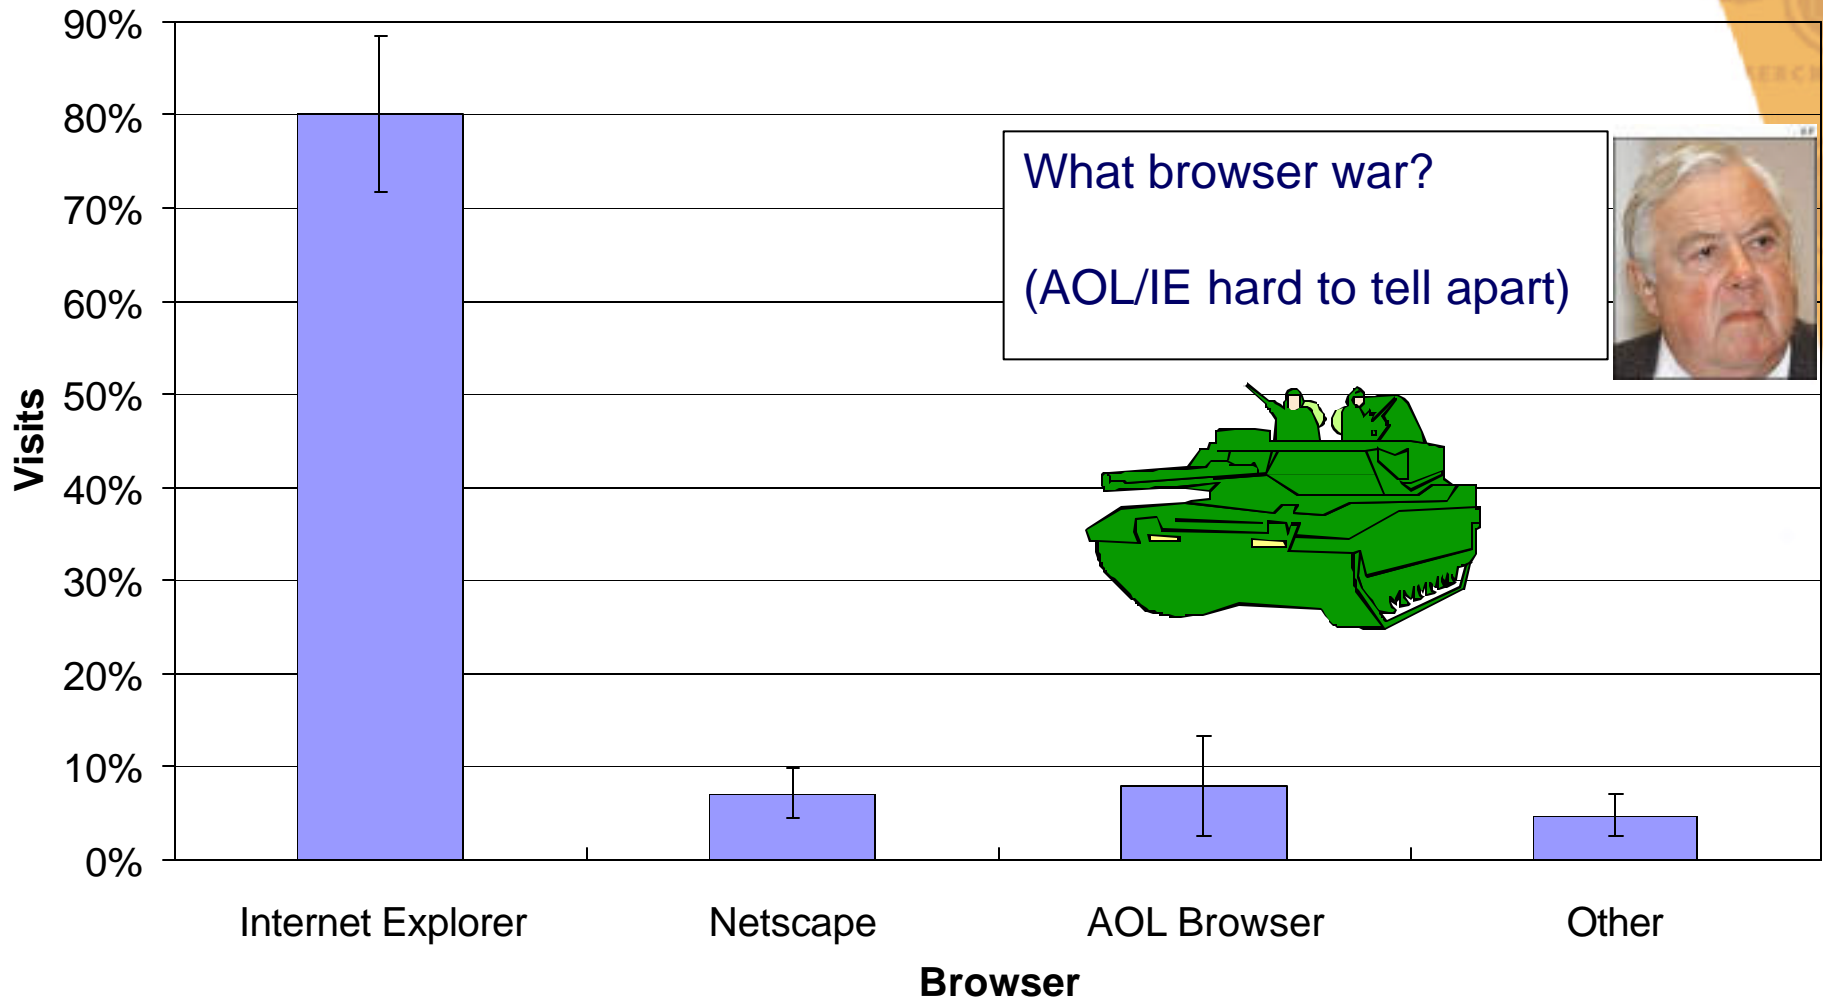 90%
80%
70%
60%
50%
40%
30%
20%
10%
0%
Visits
What browser war?
(AOL/IE hard to tell apart)
Internet Explorer
Netscape
AOL Browser
Other
Browser